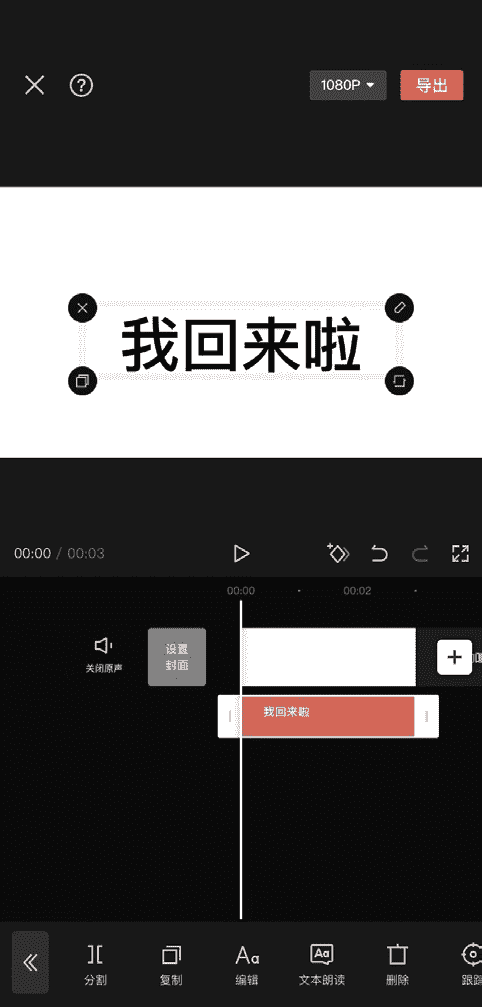 1080P
导出
我回来啦
00:00 / 00:03
00:00
00:02
关闭原声
设置
封面
我回来啦
分割
复制
编辑
文本朗读
删除
跟踪